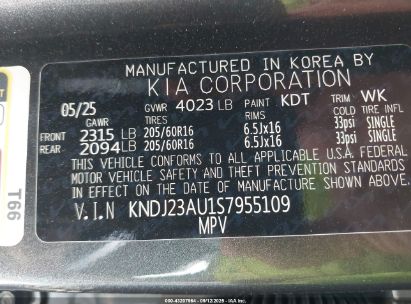 MANUFACTURED IN KOREA BY
KIA CORPORATION
05/25 GVWR 4023 LB PAINT KDT TRIM WK
GAWR TIRES RIMS COLD TIRE INFL
FRONT 2315 LB 205/60R16 6.5Jx16 33psi SINGLE
REAR 2094 LB 205/60R16 6.5Jx16 33psi SINGLE
THIS VEHICLE CONFORMS TO ALL APPLICABLE U.S.A. FEDERAL
MOTOR VEHICLE SAFETY, BUMPER, AND THEFT PREVENTION STANDARDS
IN EFFECT ON THE DATE OF MANUFACTURE SHOWN ABOVE.
V.I.N KNDJ23AU1S7955109
MPV
T66